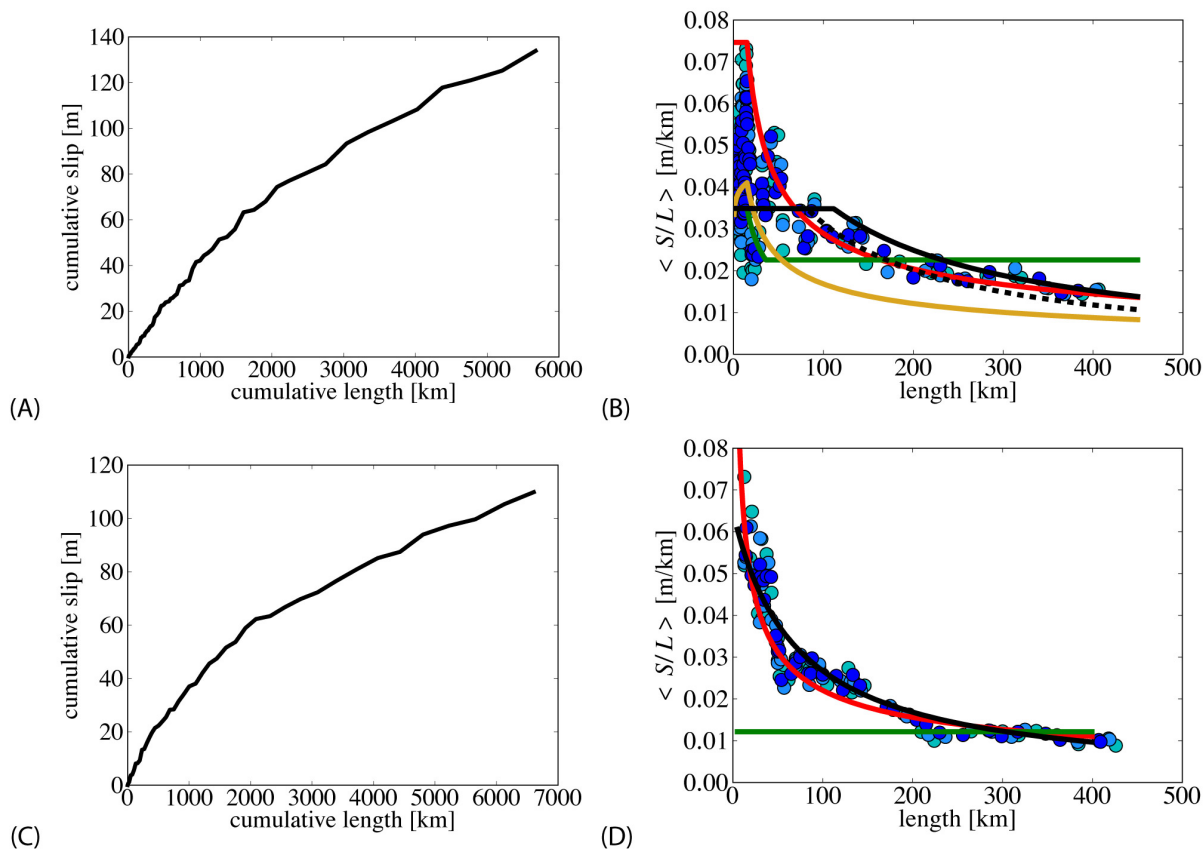 140
120
100
80
60
40
20
0
0 1000 2000 3000 4000 5000 6000
cumulative length [km]
cumulative slip [m]
(A)
0.08
0.07
0.06
0.05
0.04
0.03
0.02
0.01
0.00
0 100 200 300 400 500
length [km]
< S/L > [m/km]
(B)
120
100
80
60
40
20
0
0 1000 2000 3000 4000 5000 6000 7000
cumulative length [km]
cumulative slip [m]
(C)
0.08
0.07
0.06
0.05
0.04
0.03
0.02
0.01
0.00
0 100 200 300 400 500
length [km]
< S/L > [m/km]
(D)